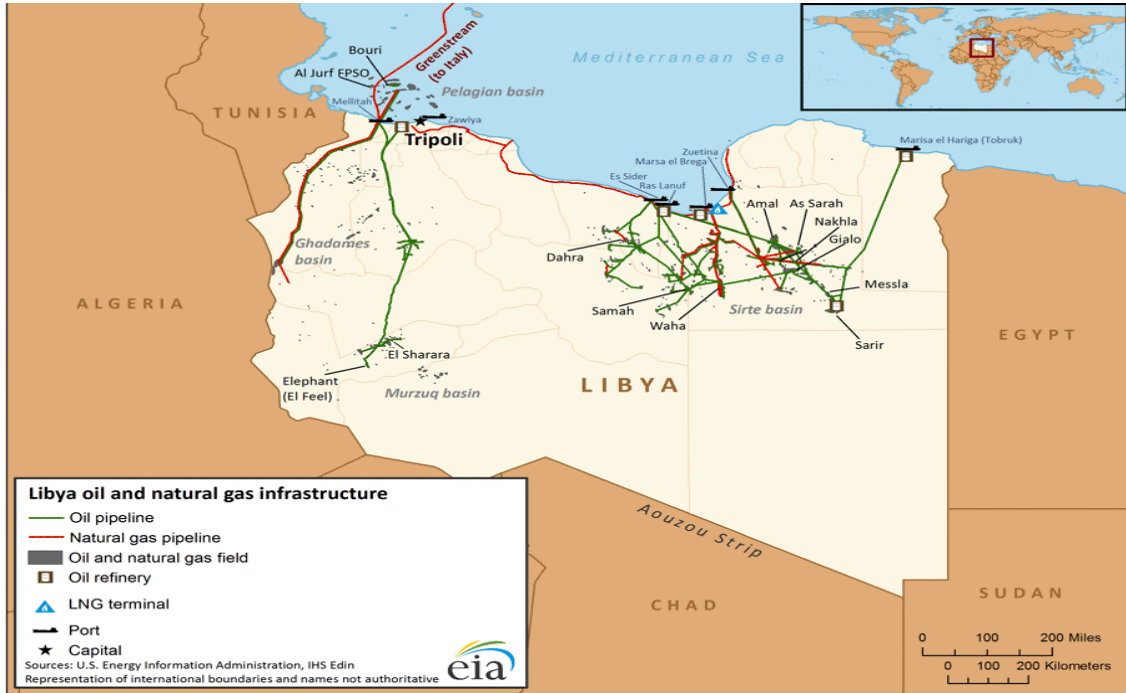 Bouri
Greenstream
(to Italy)
Al Jurf FPSO
Mediterranean Sea
Pelagian basin
TUNISIA
Mellitah
Zawiya
Tripoli
Marisa el Hariga (Tobruk)
Zuetina
Marsa el Brega
Es Sider
Ras Lanuf
Amal
As Sarah
Nakhla
Gialo
Ghadames
basin
Dahra
Messla
ALGERIA
Samah
Waha
Sirte basin
Sarir
EGYPT
El Sharara
Elephant
(El Feel)
Murzuq basin
LIBYA
Aouzou Strip
CHAD
SUDAN
Libya oil and natural gas infrastructure
Oil pipeline
Natural gas pipeline
Oil and natural gas field
Oil refinery
LNG terminal
Port
Capital
Sources: U.S. Energy Information Administration, IHS Edin
Representation of international boundaries and names not authoritative
eia
0 100 200 Miles
0 100 200 Kilometers